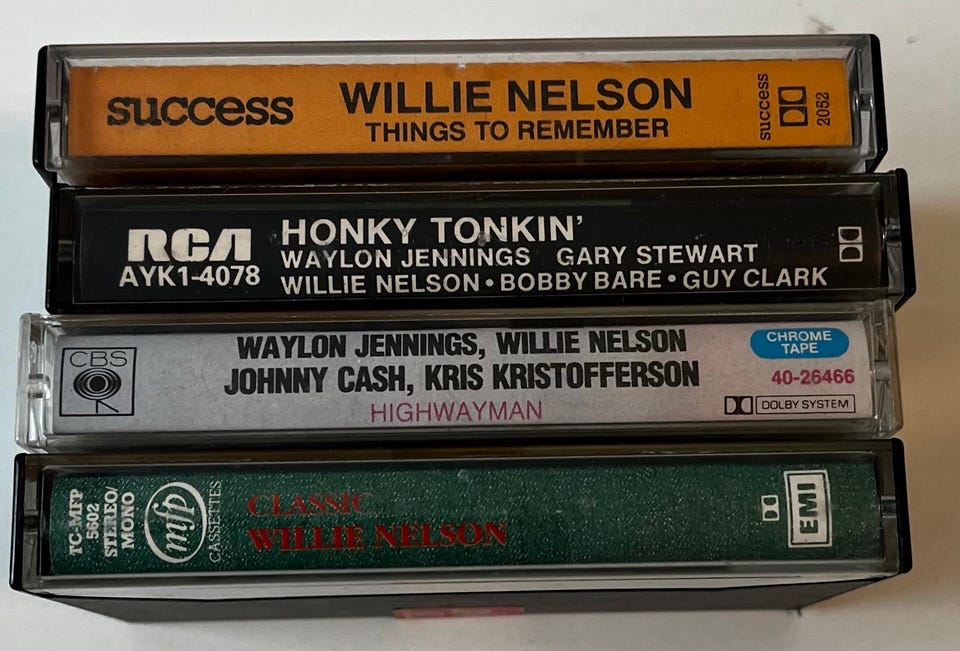 success
WILLIE NELSON
THINGS TO REMEMBER
success
2052
RCA
AYK1-4078
HONKY TONKIN'
WAYLON JENNINGS GARY STEWART
WILLIE NELSON • BOBBY BARE • GUY CLARK
CBS
WAYLON JENNINGS, WILLIE NELSON
JOHNNY CASH, KRIS KRISTOFFERSON
HIGHWAYMAN
CHROME
TAPE
40-26466
DOLBY SYSTEM
TC-MFP
5602
STEREO/
MONO
mfp
CASSETTES
CLASSIC
WILLIE NELSON
EMI